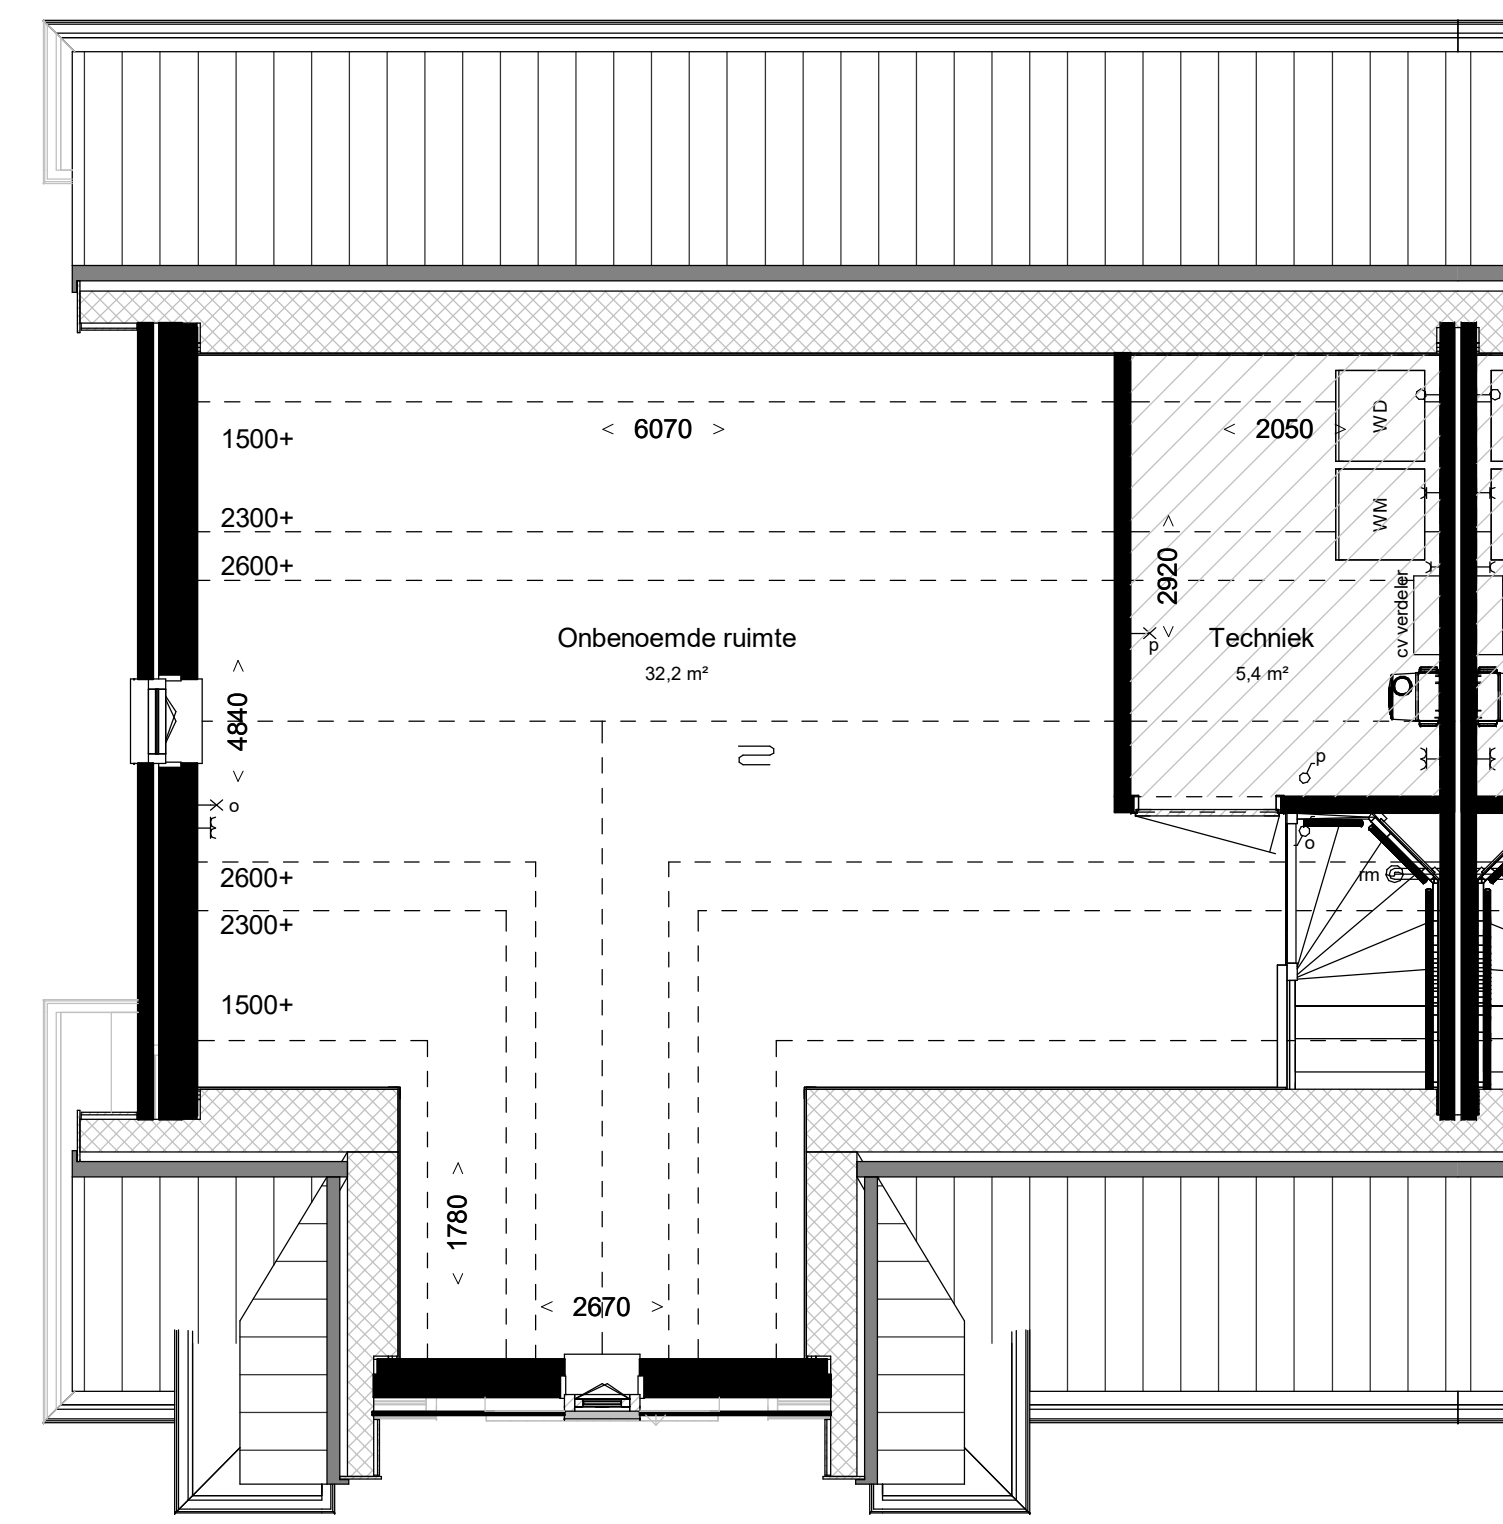 1500+
< 6070 >
< 2050 >
WD
2300+
WM
2600+
< 2920 >
cv verdeler
Onbenoemde ruimte
32,2 m²
p
Techniek
5,4 m²
< 4840 >
p
o
o
2600+
rm
2300+
1500+
< 1780 >
< 2670 >